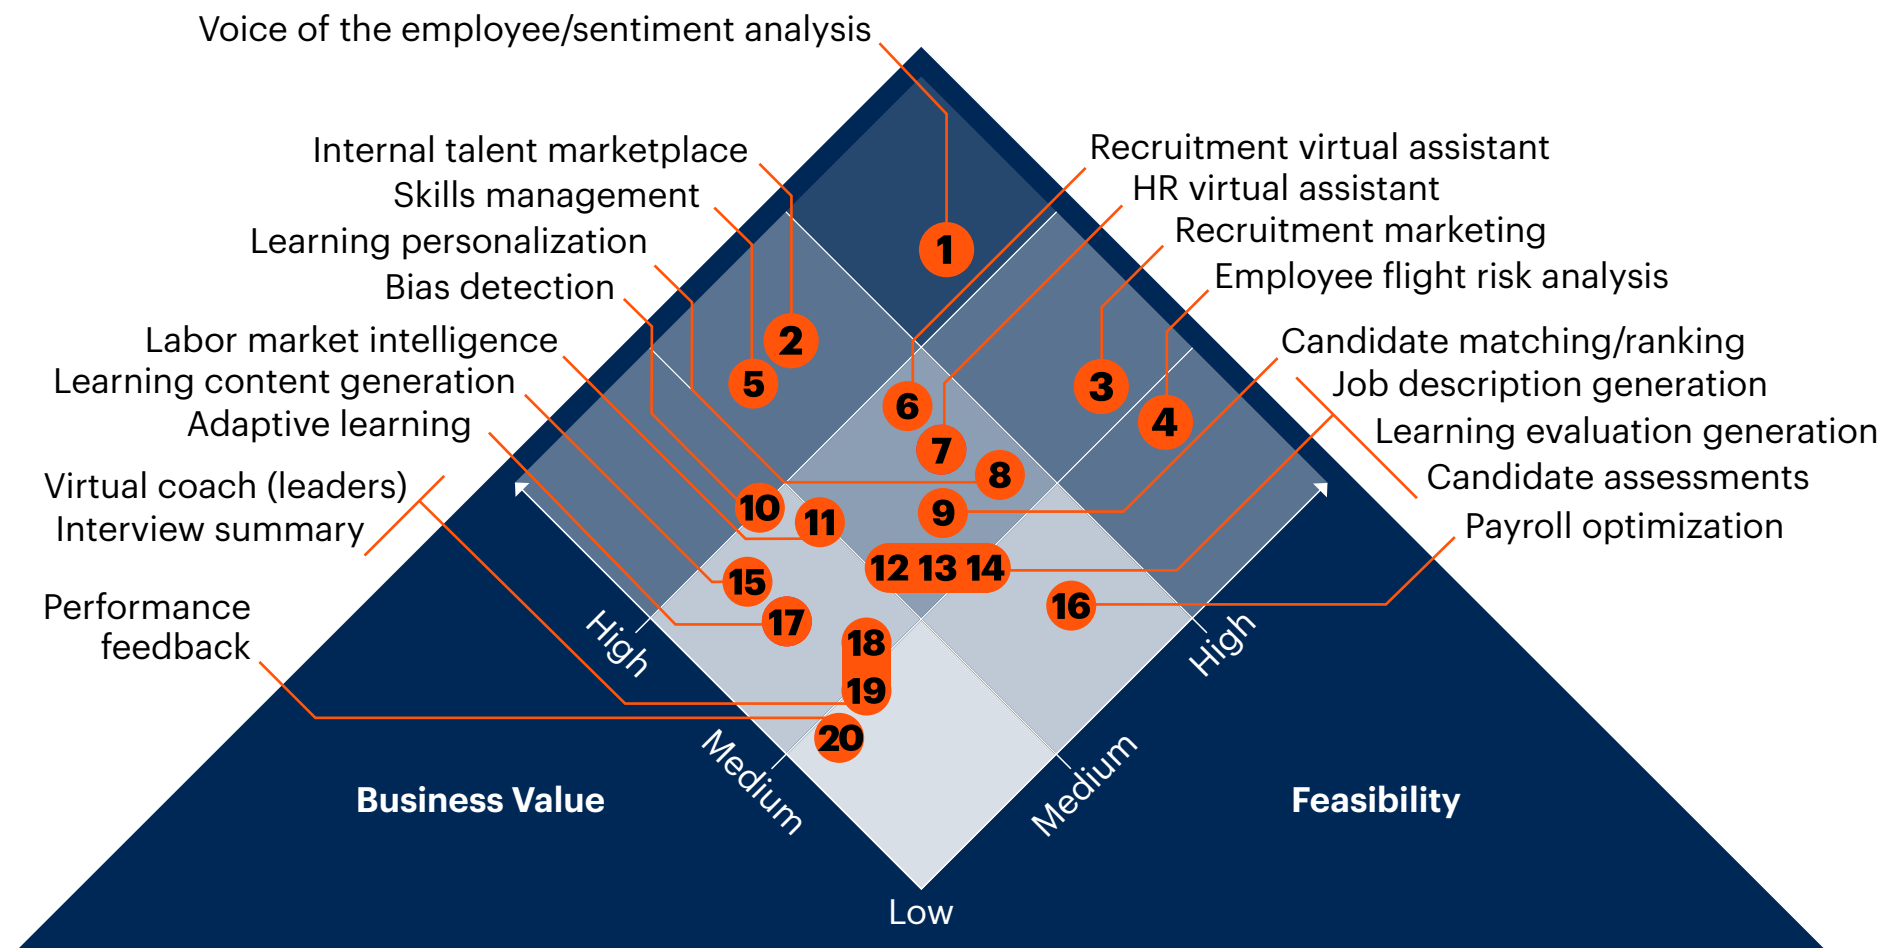 Voice of the employee/sentiment analysis
Internal talent marketplace
Skills management
Learning personalization
Bias detection
Labor market intelligence
Learning content generation
Adaptive learning
Virtual coach (leaders)
Interview summary
Performance
feedback
Recruitment virtual assistant
HR virtual assistant
Recruitment marketing
Employee flight risk analysis
Candidate matching/ranking
Job description generation
Learning evaluation generation
Candidate assessments
Payroll optimization
1
2
5
3
4
6
7
8
9
10
11
12 13 14
15
16
17
18
19
20
High
Medium
Business Value
High
Medium
Feasibility
Low